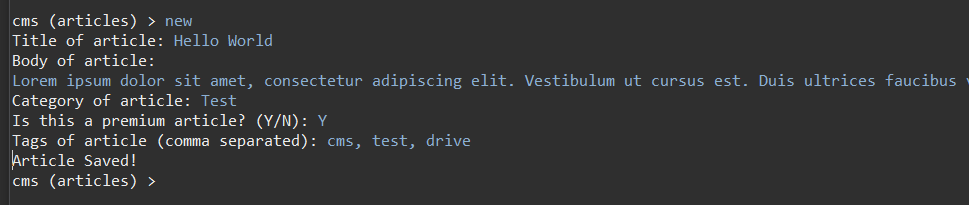 cms (articles) > new
Title of article: Hello World
Body of article:
Lorem ipsum dolor sit amet, consectetur adipiscing elit. Vestibulum ut cursus est. Duis ultrices faucibus
Category of article: Test
Is this a premium article? (Y/N): Y
Tags of article (comma separated): cms, test, drive
Article Saved!
cms (articles) >